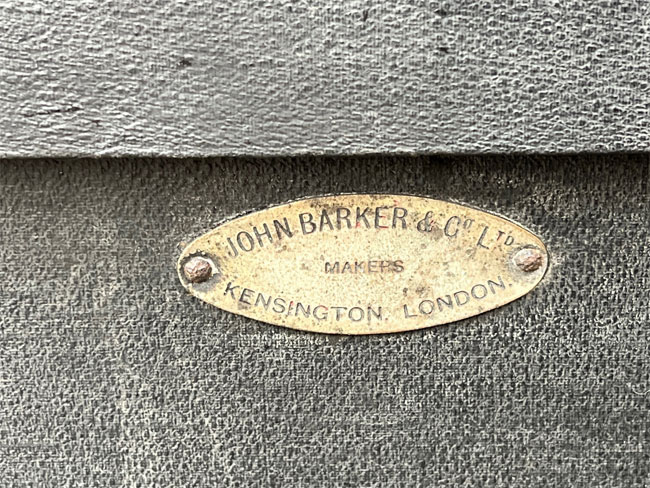 JOHN BARKER & Co LTD
MAKERS
KENSINGTON. LONDON.